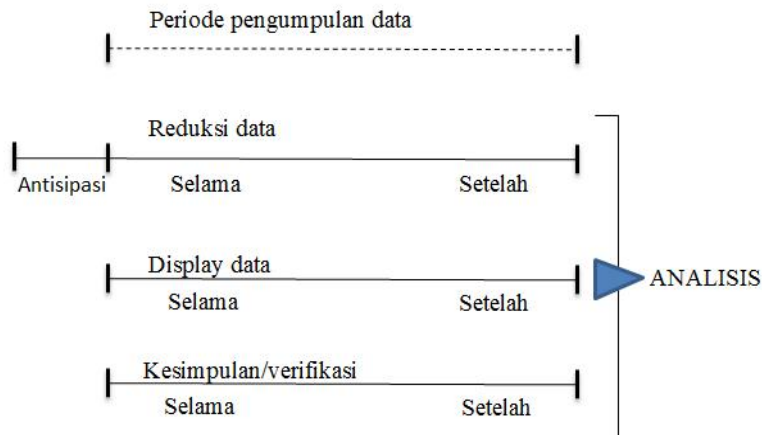 Periode pengumpulan data
Reduksi data
Antisipasi
Selama
Setelah
Display data
Selama
Setelah
ANALISIS
Kesimpulan/verifikasi
Selama
Setelah